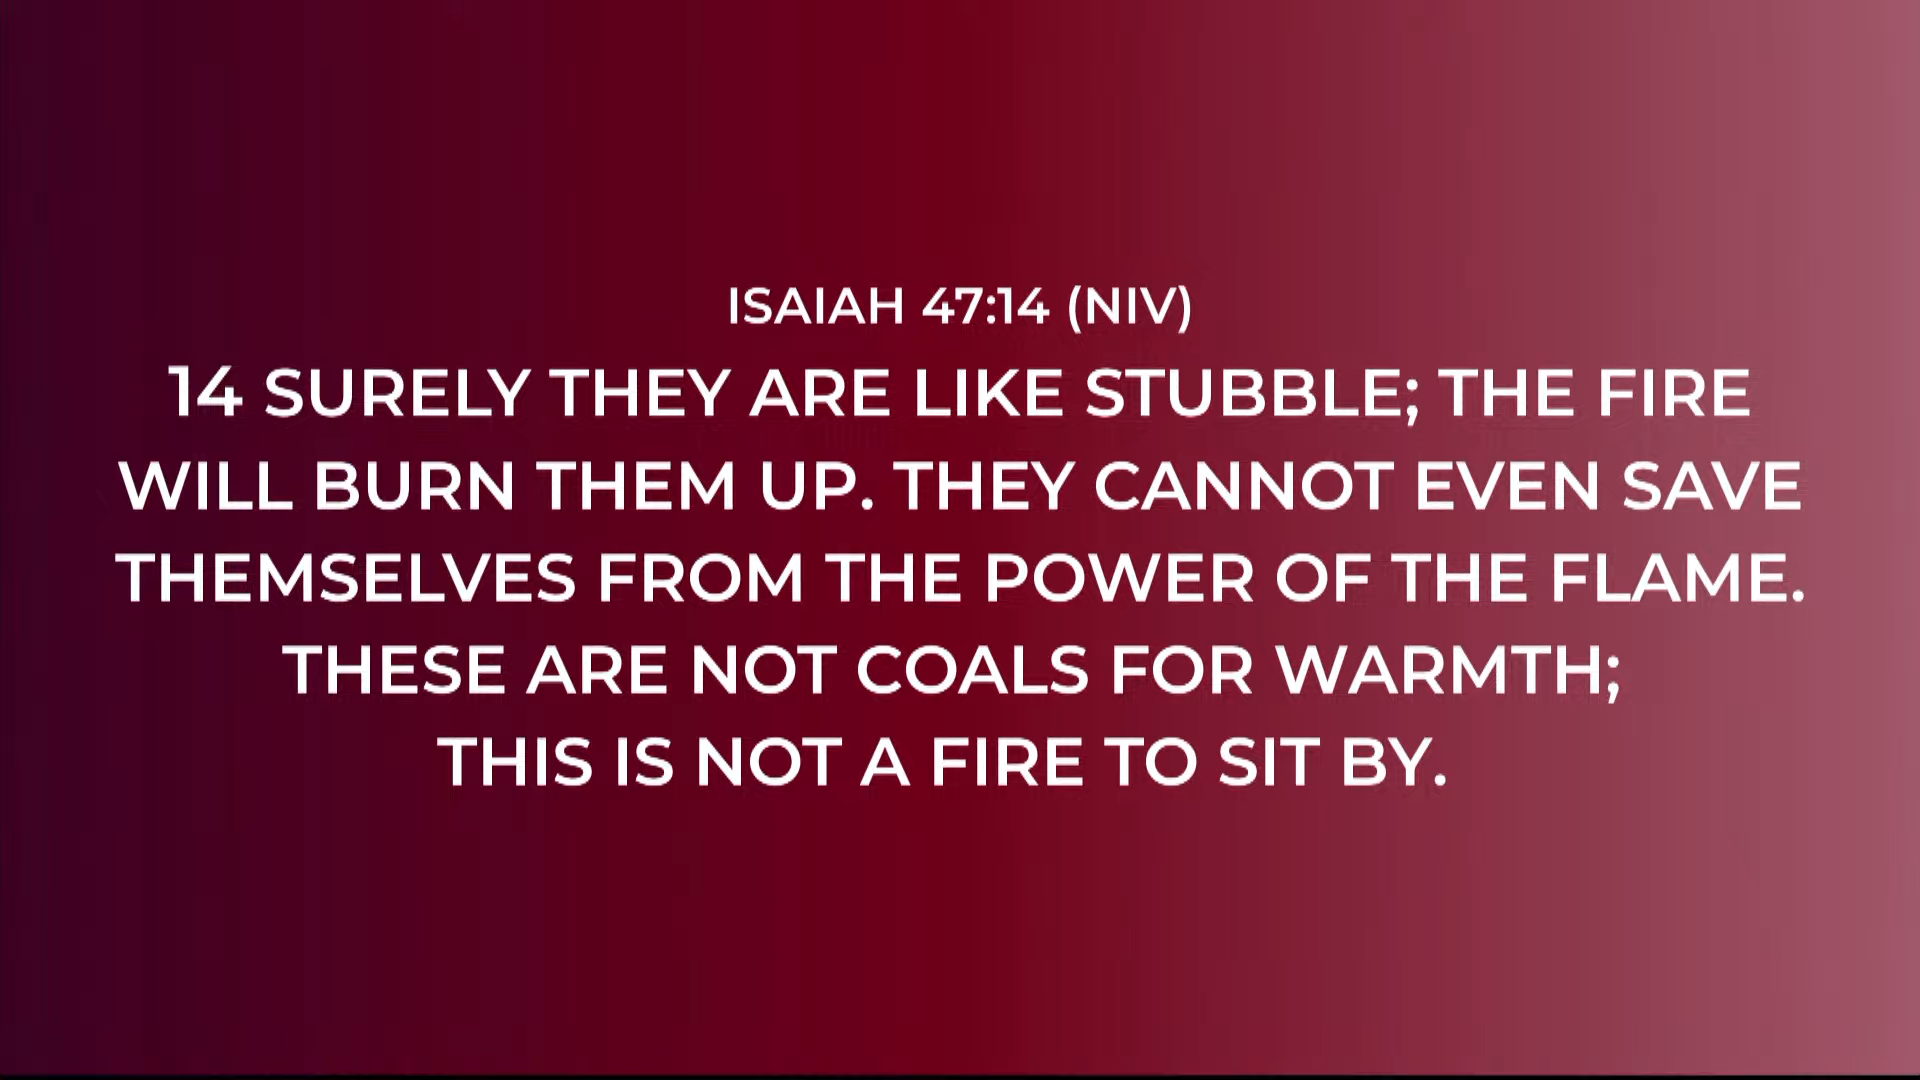 ISAIAH 47:14 (NIV)
14 SURELY THEY ARE LIKE STUBBLE; THE FIRE
WILL BURN THEM UP. THEY CANNOT EVEN SAVE
THEMSELVES FROM THE POWER OF THE FLAME.
THESE ARE NOT COALS FOR WARMTH;
THIS IS NOT A FIRE TO SIT BY.